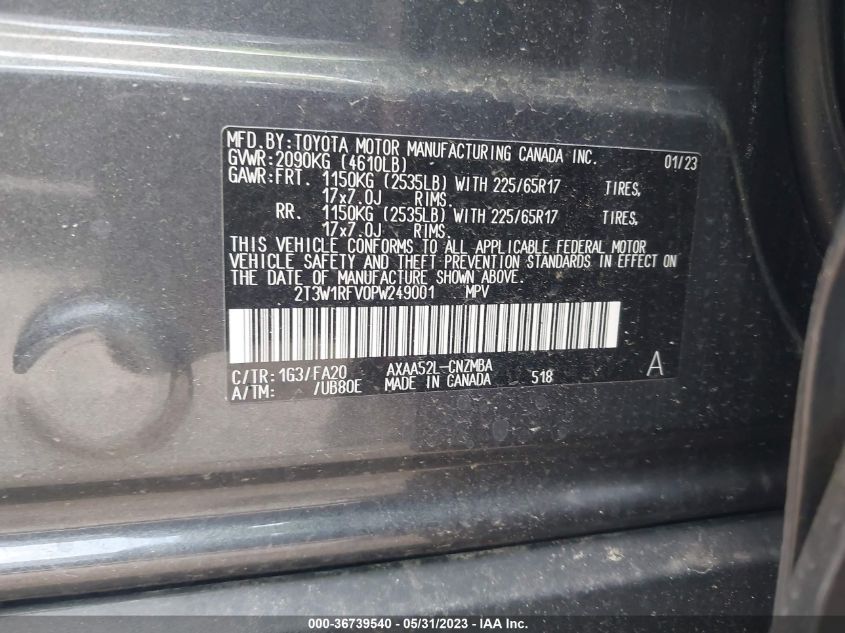 MFD.BY:TOYOTA MOTOR MANUFACTURING CANADA INC. 01/23
GVWR:2090KG (4610LB)
GAWR:FRT. 1150KG (2535LB) WITH 225/65R17 TIRES,
17x7.0J RIMS.
RR. 1150KG (2535LB) WITH 225/65R17 TIRES,
17x7.0J RIMS.
THIS VEHICLE CONFORMS TO ALL APPLICABLE FEDERAL MOTOR
VEHICLE SAFETY AND THEFT PREVENTION STANDARDS IN EFFECT ON
THE DATE OF MANUFACTURE SHOWN ABOVE.
2T3W1RFV0PW249001 MPV
C/TR:1G3/FA20 AXAA52L-CNZMBA A
A/TM: /UB80E MADE IN CANADA 518
000-36739540 - 05/31/2023 - IAA Inc.